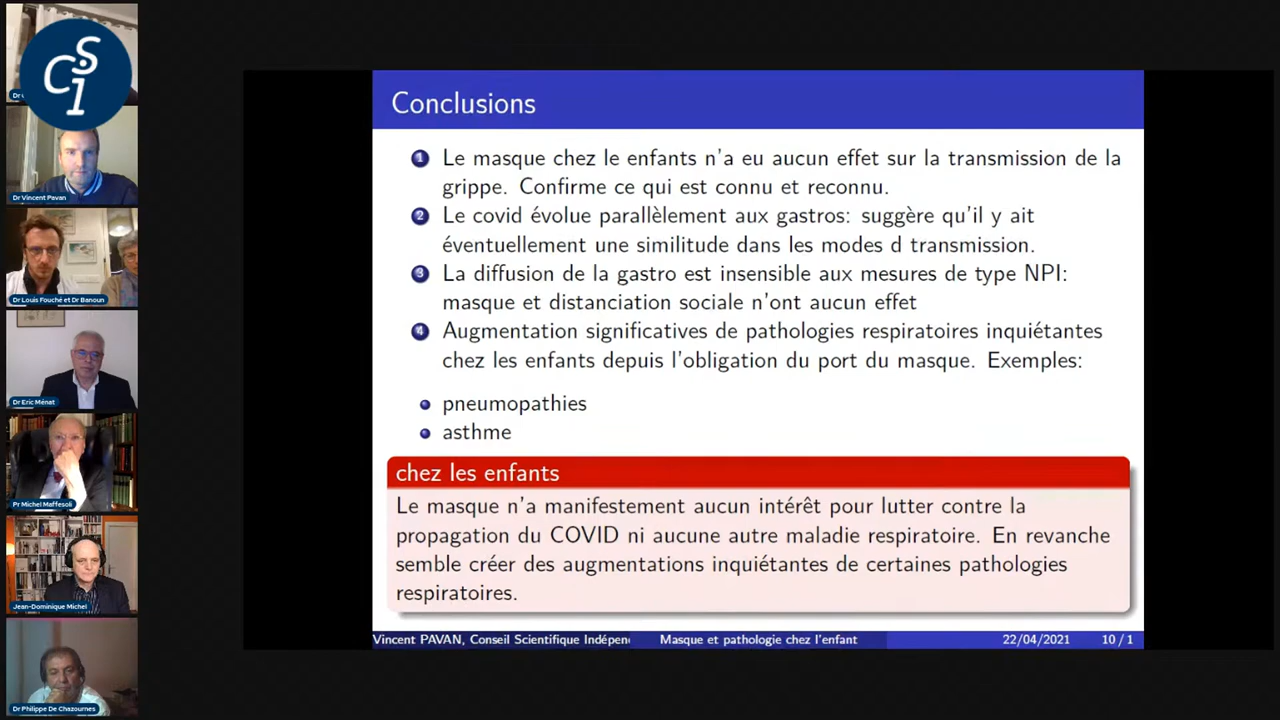 CSI
Dr
Dr Vincent Pavan
Dr Louis Fouché et Dr Banoun
Dr Eric Ménat
Pr Michel Maffesoli
Jean-Dominique Michel
Dr Philippe De Chazournes
Conclusions
1 Le masque chez le enfants n'a eu aucun effet sur la transmission de la
grippe. Confirme ce qui est connu et reconnu.
2 Le covid évolue parallèlement aux gastros: suggère qu'il y ait
éventuellement une similitude dans les modes d transmission.
3 La diffusion de la gastro est insensible aux mesures de type NPI:
masque et distanciation sociale n'ont aucun effet
4 Augmentation significatives de pathologies respiratoires inquiétantes
chez les enfants depuis l'obligation du port du masque. Exemples:
pneumopathies
asthme
chez les enfants
Le masque n'a manifestement aucun intérêt pour lutter contre la
propagation du COVID ni aucune autre maladie respiratoire. En revanche
semble créer des augmentations inquiétantes de certaines pathologies
respiratoires.
Vincent PAVAN, Conseil Scientifique Indépen Masque et pathologie chez l'enfant 22/04/2021 10 / 1